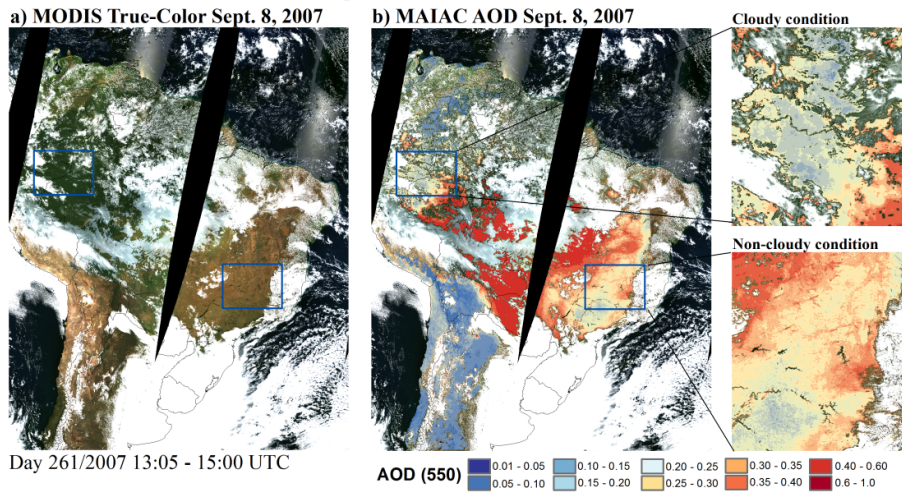 a) MODIS True-Color Sept. 8, 2007
b) MAIAC AOD Sept. 8, 2007
Cloudy condition
Non-cloudy condition
Day 261/2007 13:05 - 15:00 UTC
AOD (550)
0.01 - 0.05
0.10 - 0.15
0.20 - 0.25
0.30 - 0.35
0.40 - 0.60
0.05 - 0.10
0.15 - 0.20
0.25 - 0.30
0.35 - 0.40
0.6 - 1.0